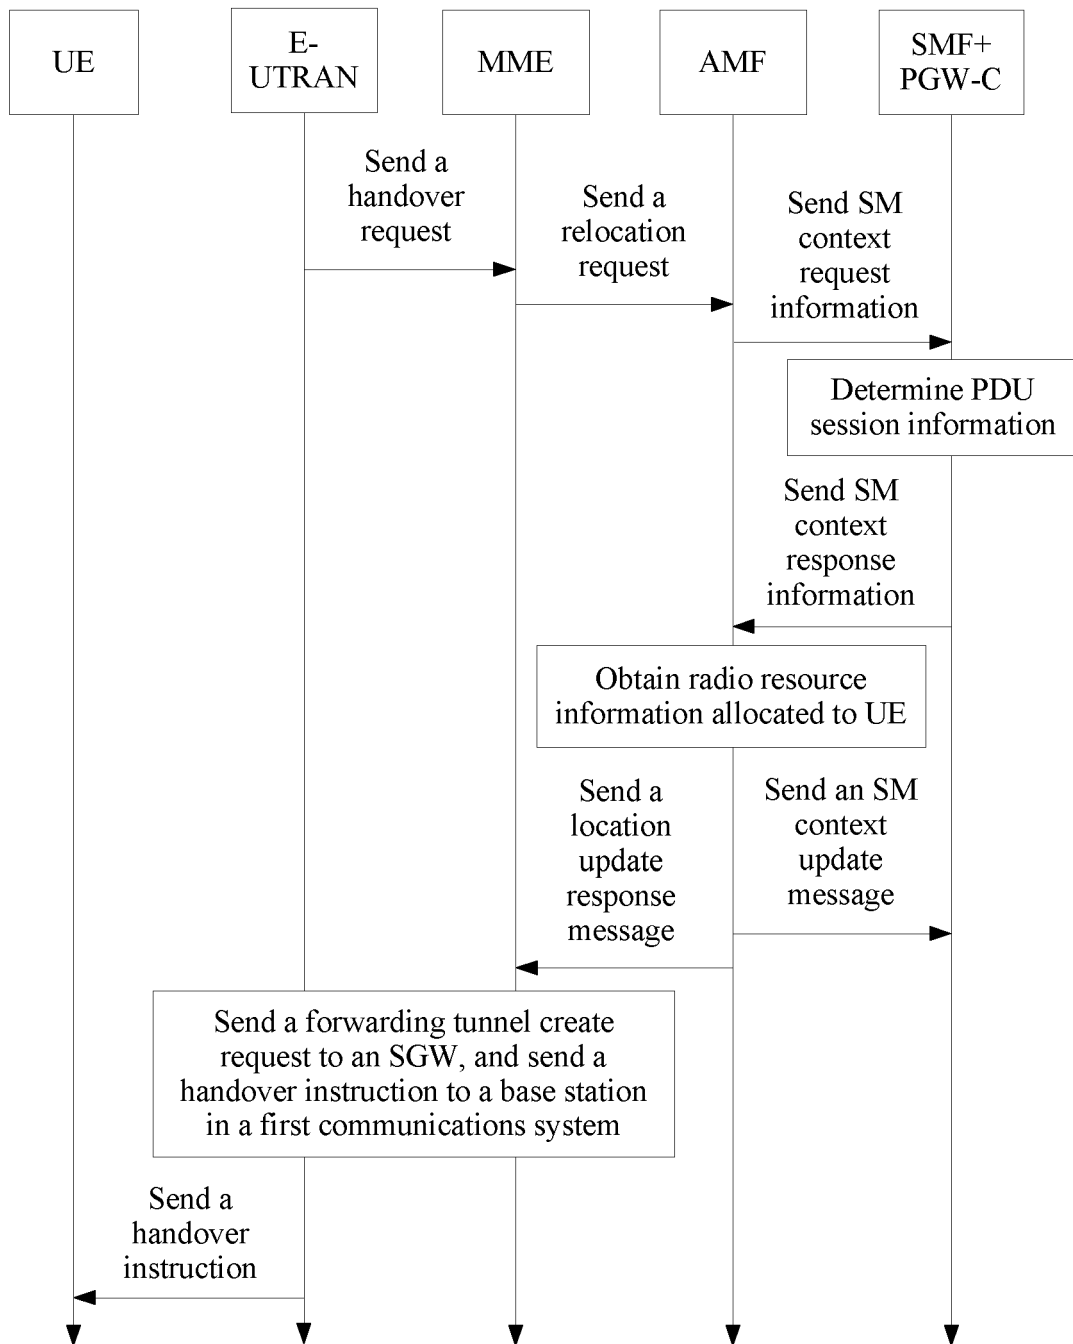 UE
E-
UTRAN
MME
AMF
SMF+
PGW-C
Send a
handover
request
Send a
relocation
request
Send SM
context
request
information
Determine PDU
session information
Send SM
context
response
information
Obtain radio resource
information allocated to UE
Send a
location
update
response
message
Send an SM
context
update
message
Send a forwarding tunnel create
request to an SGW, and send a
handover instruction to a base station
in a first communications system
Send a
handover
instruction